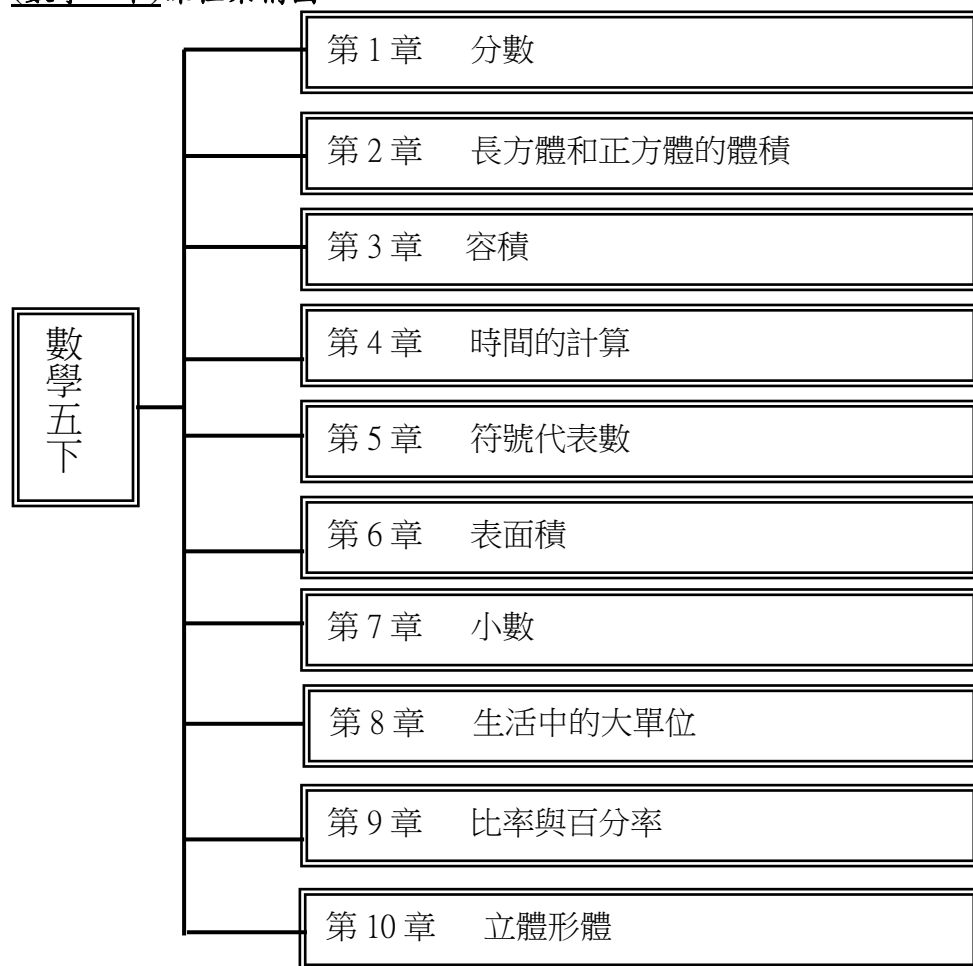 第 1 章 分數
第 2 章 長方體和正方體的體積
第 3 章 容積
第 4 章 時間的計算
數學五下
第 5 章 符號代表數
第 6 章 表面積
第 7 章 小數
第 8 章 生活中的大單位
第 9 章 比率與百分率
第 10 章 立體形體